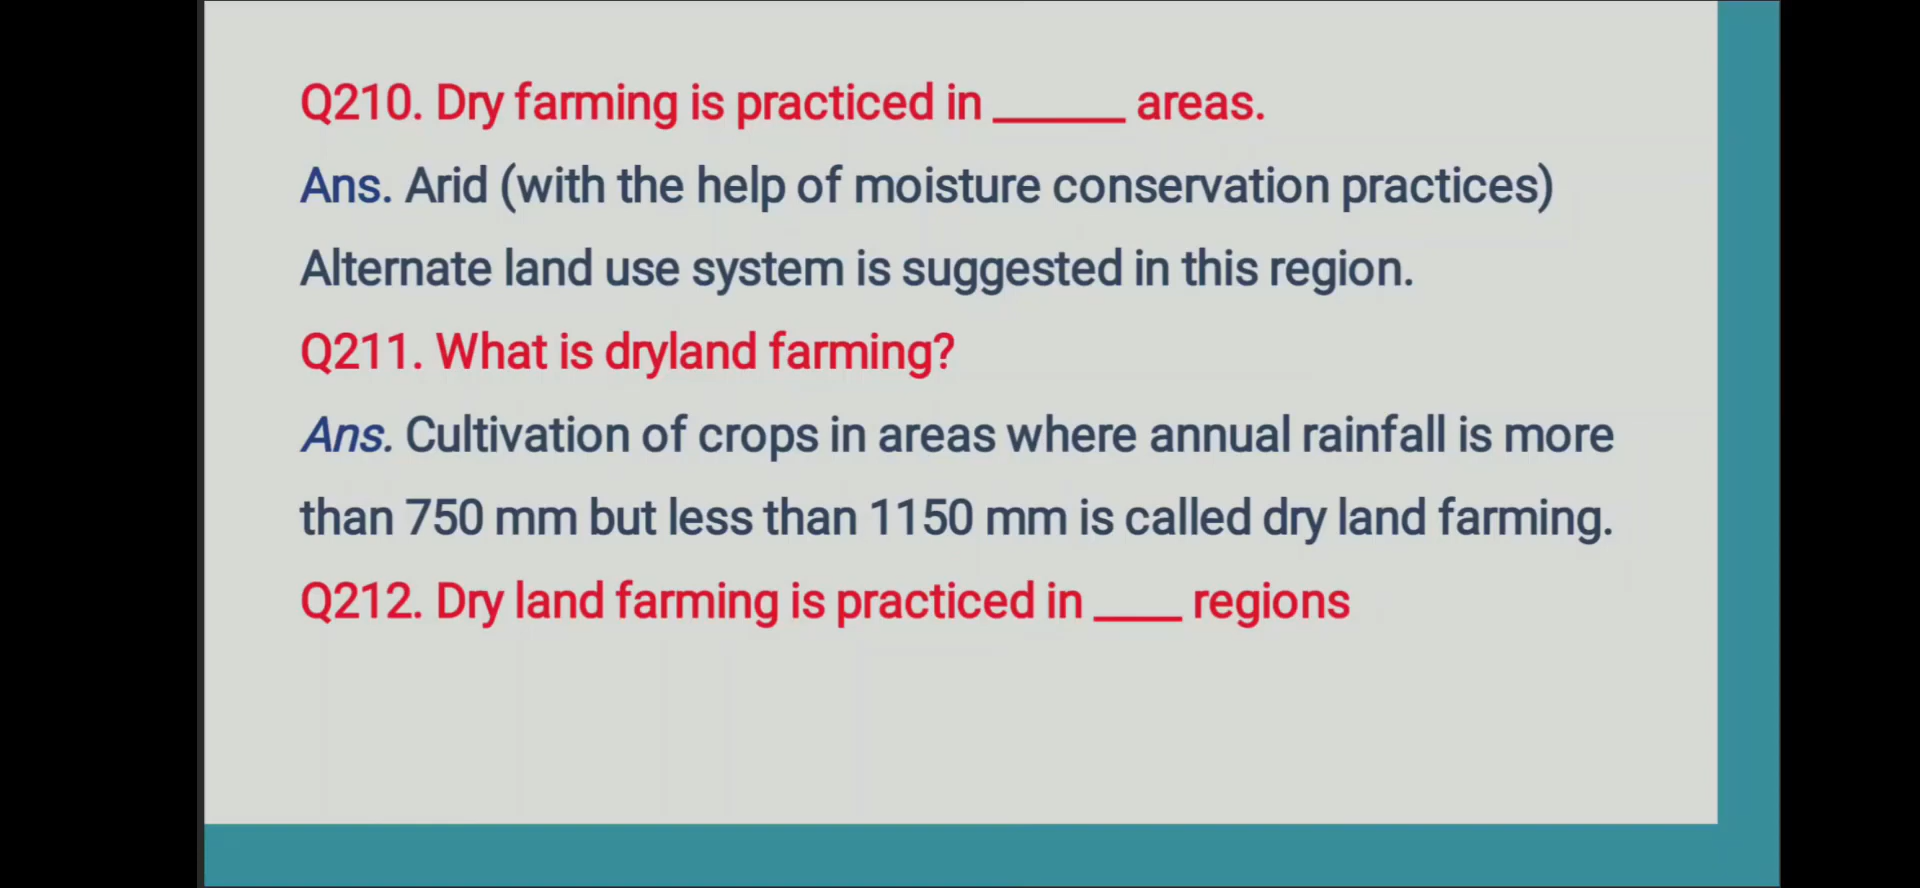 Q210. Dry farming is practiced in ______ areas.
Ans. Arid (with the help of moisture conservation practices)
Alternate land use system is suggested in this region.
Q211. What is dryland farming?
Ans. Cultivation of crops in areas where annual rainfall is more
than 750 mm but less than 1150 mm is called dry land farming.
Q212. Dry land farming is practiced in ____ regions